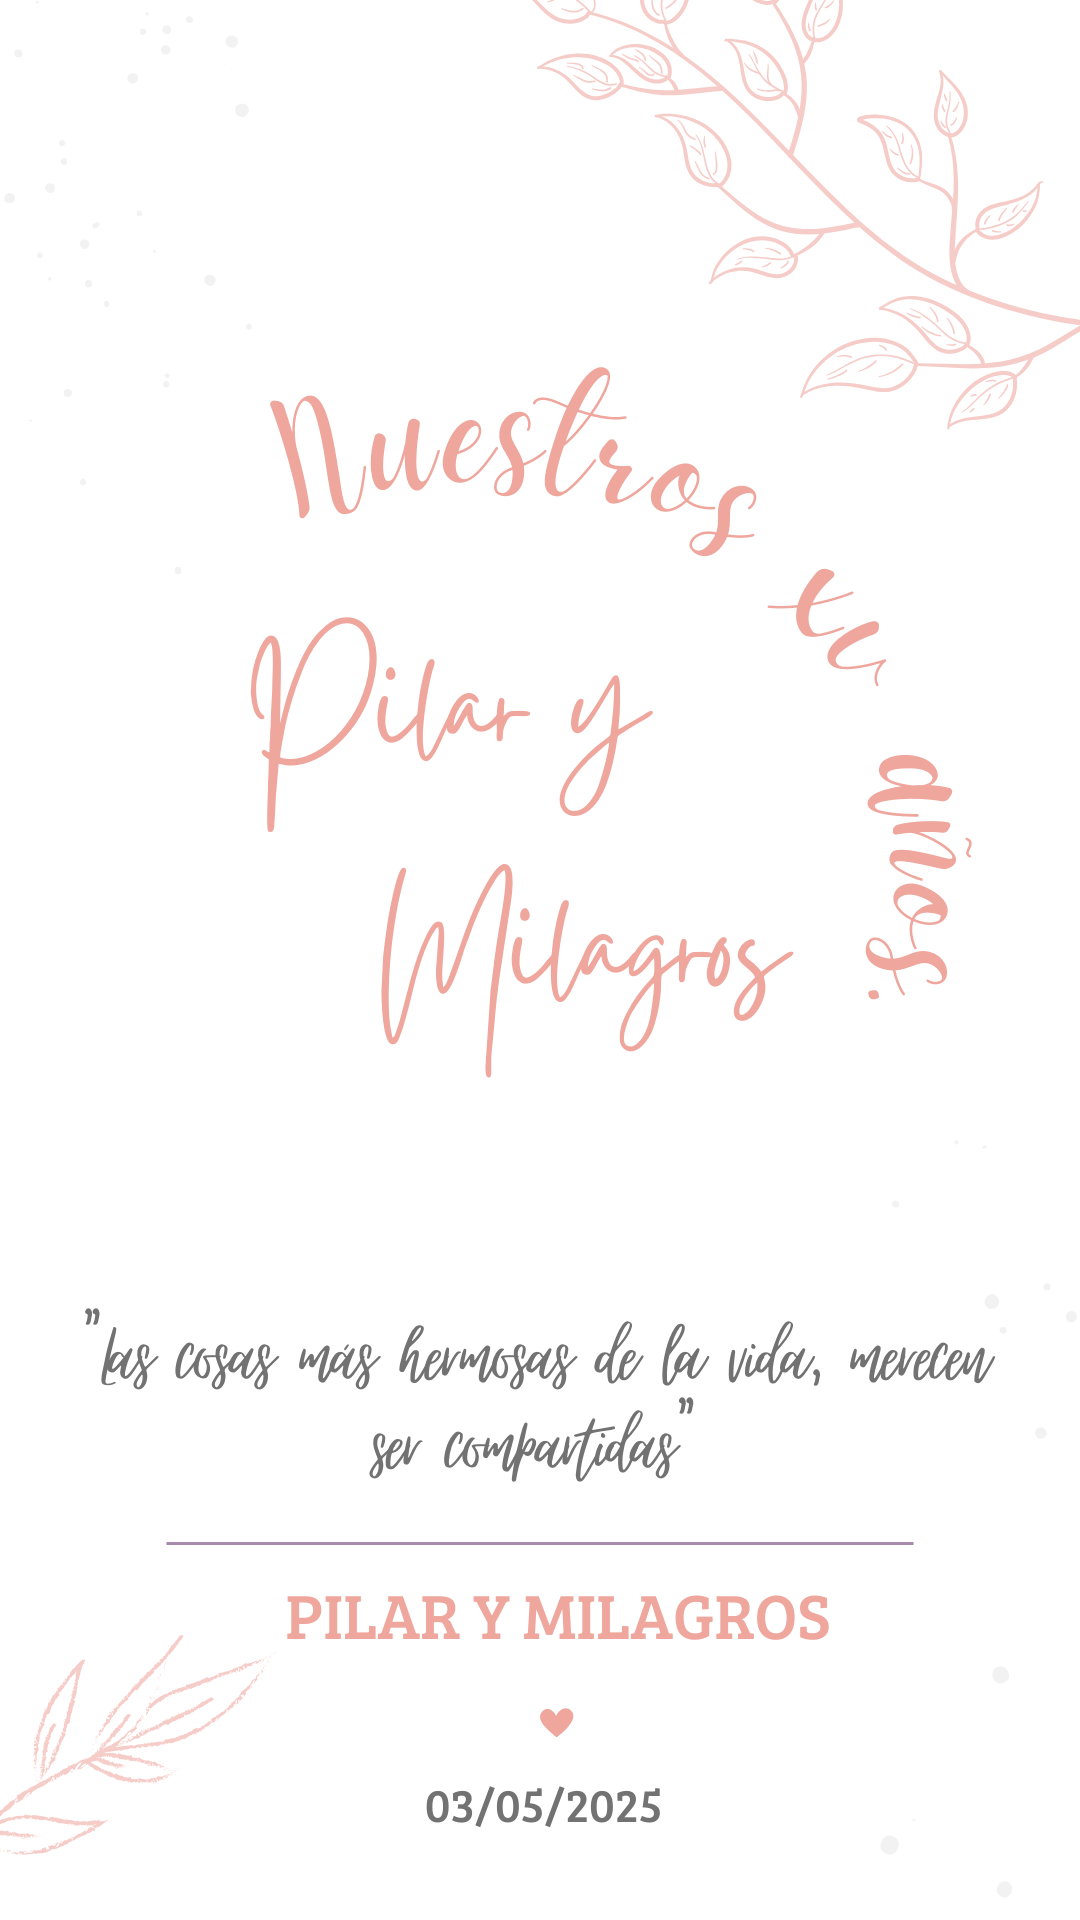 Nuestros xv años.
Pilar y
Milagros
"Las cosas más hermosas de la vida, merecen
ser compartidas"
PILAR Y MILAGROS
03/05/2025